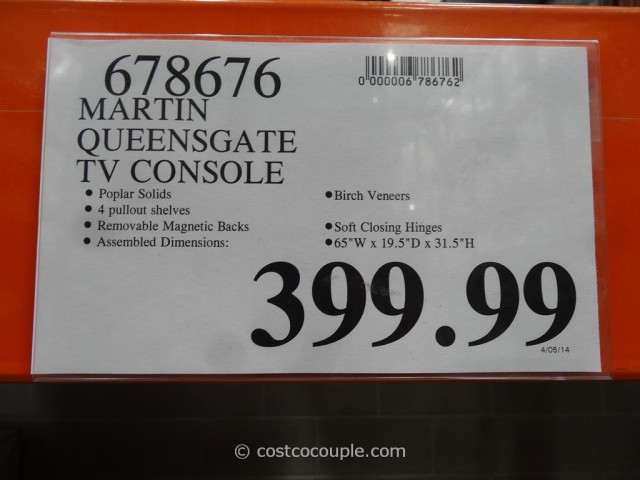 678676
0 000006 786762
MARTIN
QUEENSGATE
TV CONSOLE
• Poplar Solids
• Birch Veneers
• 4 pullout shelves
• Removable Magnetic Backs
• Soft Closing Hinges
• Assembled Dimensions:
• 65"W x 19.5"D x 31.5"H
399.99
4/05/14
© costcocouple.com